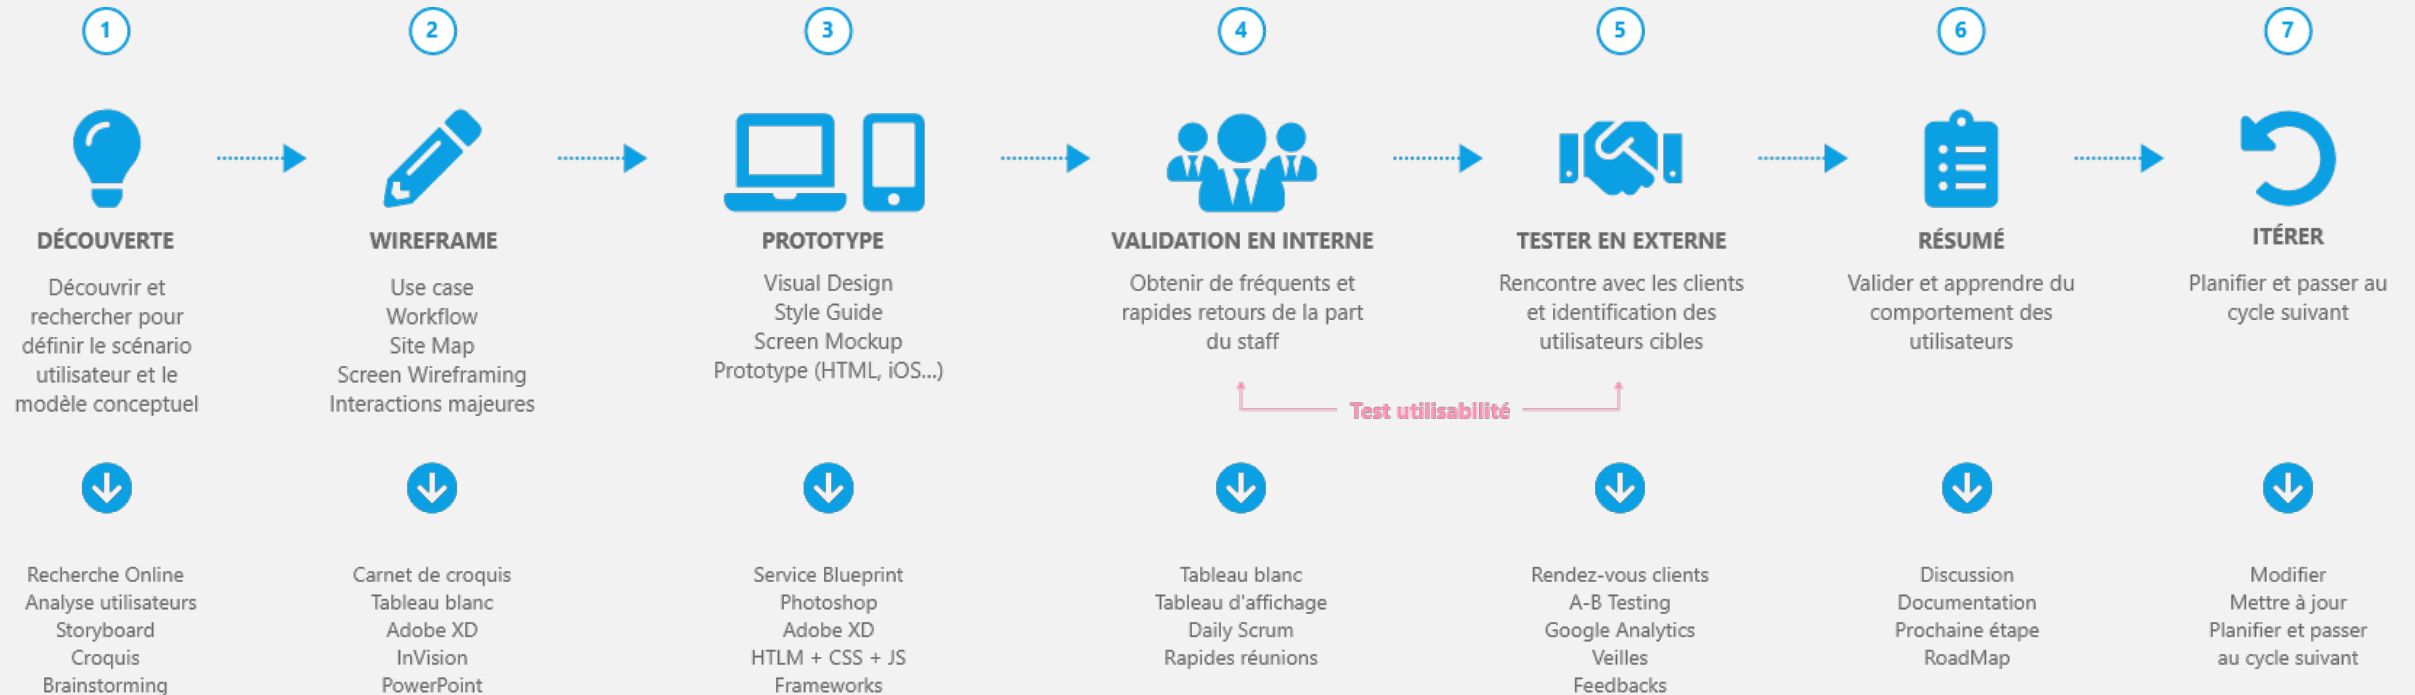 1
2
3
4
5
6
7
DÉCOUVERTE
Découvrir et
rechercher pour
définir le scénario
utilisateur et le
modèle conceptuel
WIREFRAME
Use case
Workflow
Site Map
Screen Wireframing
Interactions majeures
PROTOTYPE
Visual Design
Style Guide
Screen Mockup
Prototype (HTML, iOS...)
VALIDATION EN INTERNE
Obtenir de fréquents et
rapides retours de la part
du staff
TESTER EN EXTERNE
Rencontre avec les clients
et identification des
utilisateurs cibles
Test utilisabilité
RÉSUMÉ
Valider et apprendre du
comportement des
utilisateurs
ITÉRER
Planifier et passer au
cycle suivant
Recherche Online
Analyse utilisateurs
Storyboard
Croquis
Brainstorming
Carnet de croquis
Tableau blanc
Adobe XD
InVision
PowerPoint
Service Blueprint
Photoshop
Adobe XD
HTLM + CSS + JS
Frameworks
Tableau blanc
Tableau d'affichage
Daily Scrum
Rapides réunions
Rendez-vous clients
A-B Testing
Google Analytics
Veilles
Feedbacks
Discussion
Documentation
Prochaine étape
RoadMap
Modifier
Mettre à jour
Planifier et passer
au cycle suivant